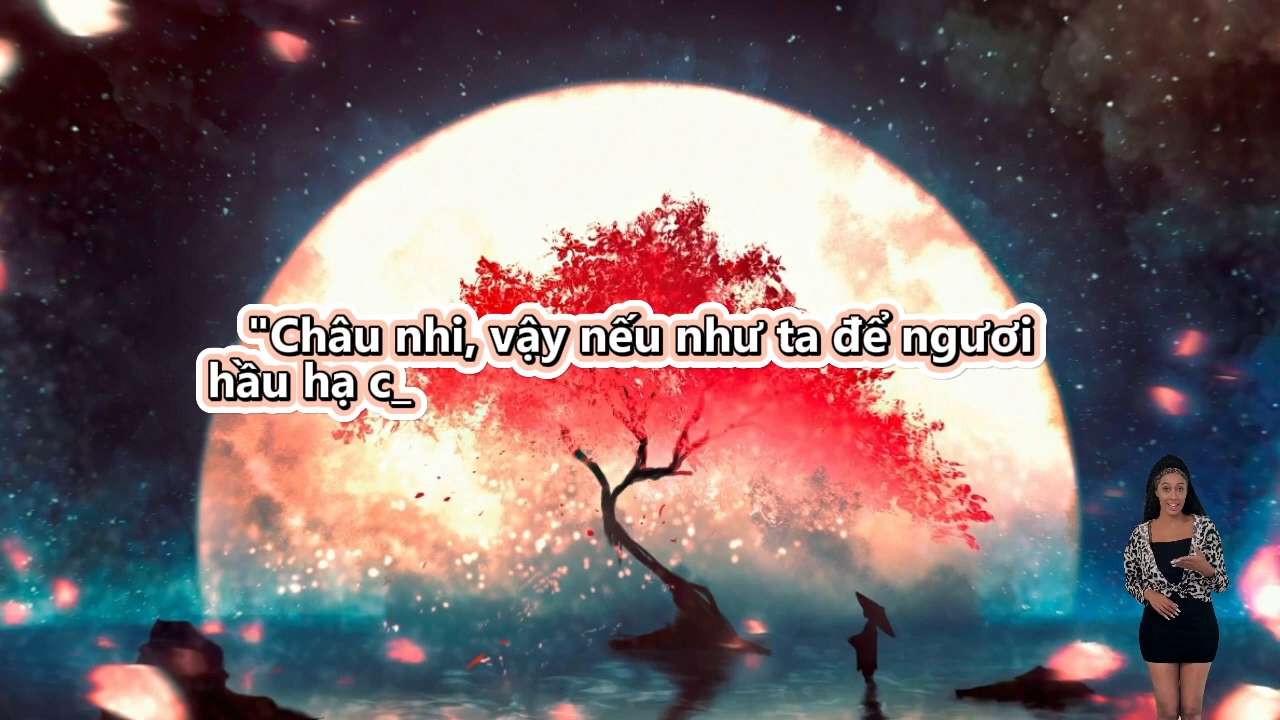 "Châu nhi, vậy nếu như ta để ngươi
hầu hạ c_